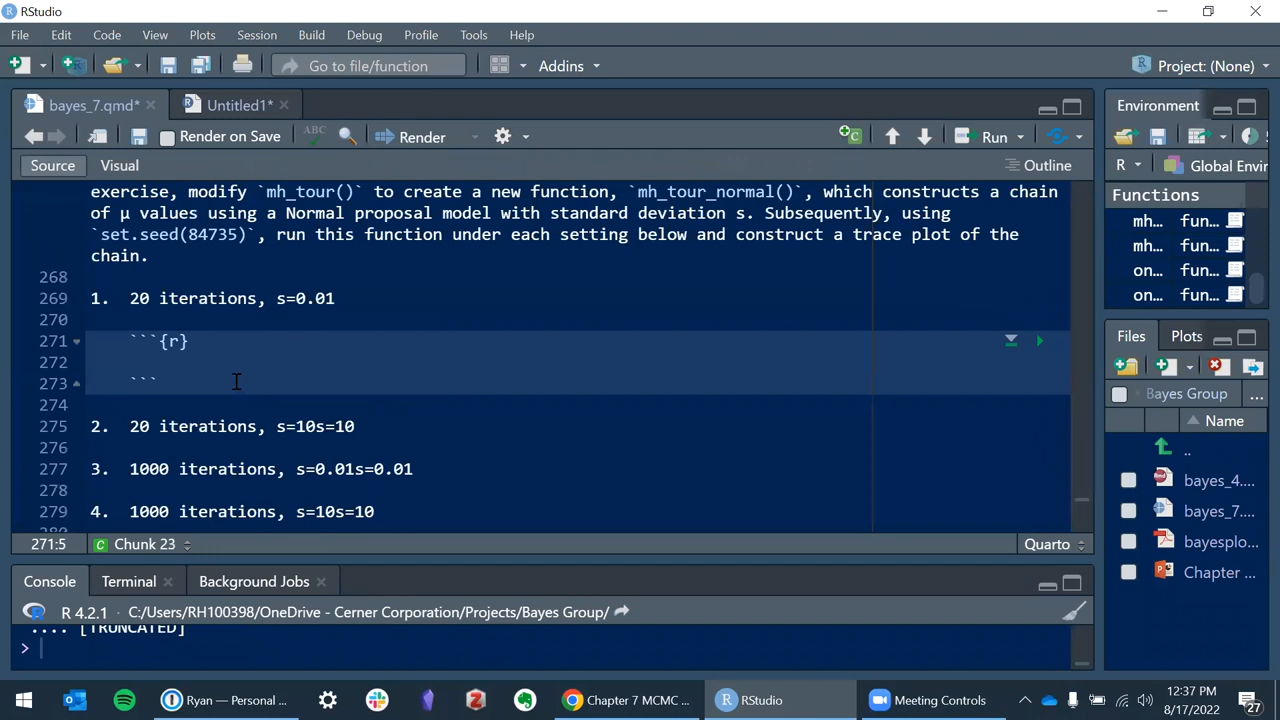 RStudio
File Edit Code View Plots Session Build Debug Profile Tools Help
Go to file/function Addins Project: (None)
bayes_7.qmd* Untitled1*
Render on Save ABC Render Run
Source Visual Outline
exercise, modify `mh_tour()` to create a new function, `mh_tour_normal()`, which constructs a chain
of μ values using a Normal proposal model with standard deviation s. Subsequently, using
`set.seed(84735)`, run this function under each setting below and construct a trace plot of the
chain.
268
269 1. 20 iterations, s=0.01
270
271 ```{r}
272
273 ```
274
275 2. 20 iterations, s=10s=10
276
277 3. 1000 iterations, s=0.01s=0.01
278
279 4. 1000 iterations, s=10s=10
271:5 Chunk 23 Quarto
Console Terminal Background Jobs
R 4.2.1 · C:/Users/RH100398/OneDrive - Cerner Corporation/Projects/Bayes Group/
.... [TRUNCATED]
>
Environment
R Global Envir
Functions
mh… fun…
mh… fun…
on… fun…
on… fun…
Files Plots
Bayes Group ...
Name
..
bayes_4....
bayes_7....
bayesplo...
Chapter ...
Ryan — Personal ... Chapter 7 MCMC ... RStudio Meeting Controls
12:37 PM
8/17/2022
27